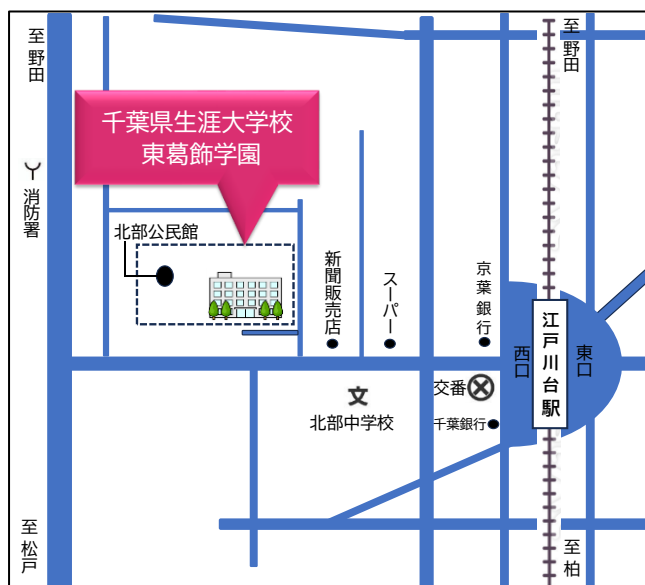 至野田
至野田
千葉県生涯大学校
東葛飾学園
消防署
北部公民館
新聞販売店
スーパー
京葉銀行
江戸川台駅
西口
東口
交番
文
北部中学校
千葉銀行
至松戸
至柏